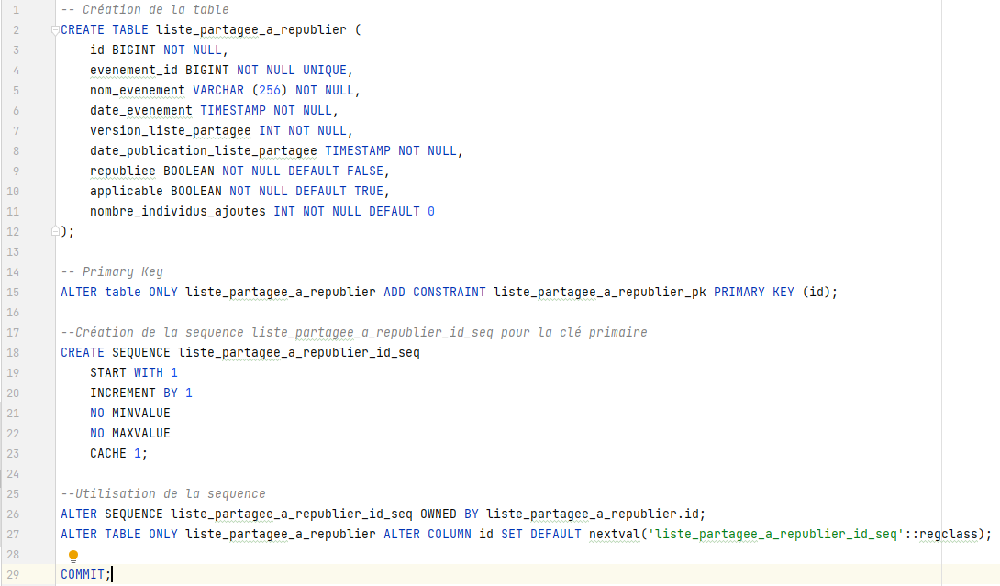 1 -- Création de la table
2 CREATE TABLE liste_partagee_a_republier (
3 id BIGINT NOT NULL,
4 evenement_id BIGINT NOT NULL UNIQUE,
5 nom_evenement VARCHAR (256) NOT NULL,
6 date_evenement TIMESTAMP NOT NULL,
7 version_liste_partagee INT NOT NULL,
8 date_publication_liste_partagee TIMESTAMP NOT NULL,
9 republiee BOOLEAN NOT NULL DEFAULT FALSE,
10 applicable BOOLEAN NOT NULL DEFAULT TRUE,
11 nombre_individus_ajoutes INT NOT NULL DEFAULT 0
12 );
13
14 -- Primary Key
15 ALTER table ONLY liste_partagee_a_republier ADD CONSTRAINT liste_partagee_a_republier_pk PRIMARY KEY (id);
16
17 --Création de la sequence liste_partagee_a_republier_id_seq pour la clé primaire
18 CREATE SEQUENCE liste_partagee_a_republier_id_seq
19 START WITH 1
20 INCREMENT BY 1
21 NO MINVALUE
22 NO MAXVALUE
23 CACHE 1;
24
25 --Utilisation de la sequence
26 ALTER SEQUENCE liste_partagee_a_republier_id_seq OWNED BY liste_partagee_a_republier.id;
27 ALTER TABLE ONLY liste_partagee_a_republier ALTER COLUMN id SET DEFAULT nextval('liste_partagee_a_republier_id_seq'::regclass);
28
29 COMMIT;